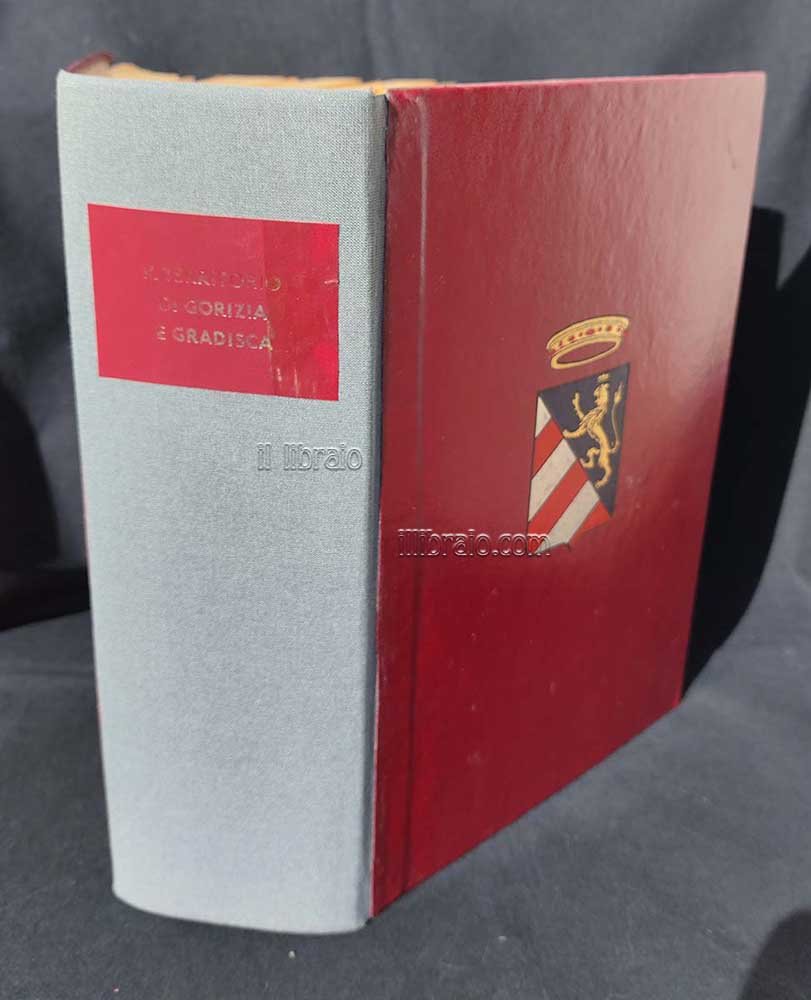 IL TERRITORIO
DI GORIZIA
E GRADISCA
il libraio
illibraio.com